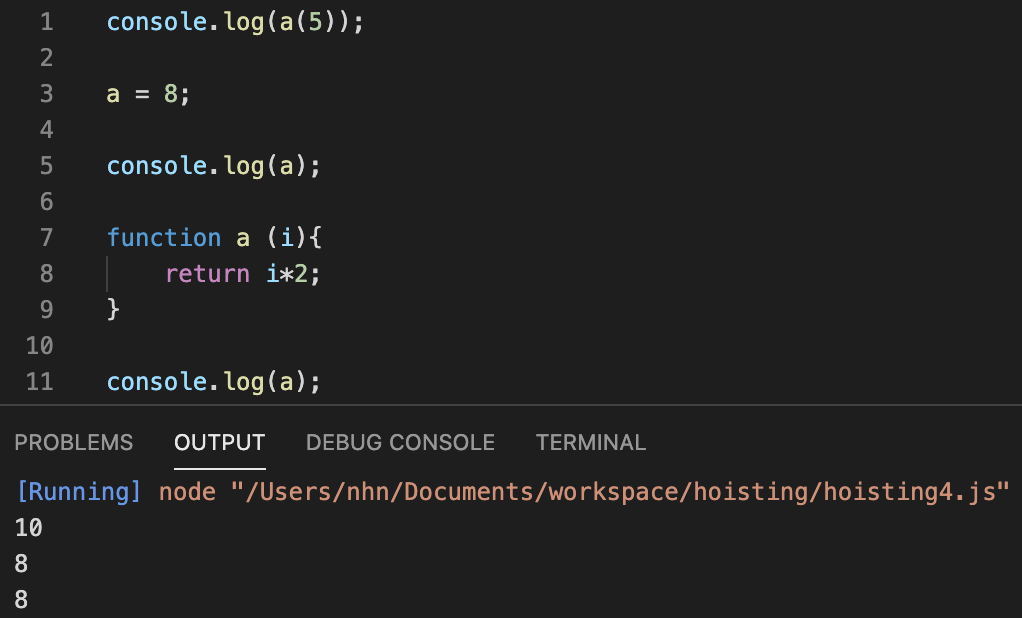 1 console.log(a(5));
2
3 a = 8;
4
5 console.log(a);
6
7 function a (i){
8     return i*2;
9 }
10
11 console.log(a);
PROBLEMS OUTPUT DEBUG CONSOLE TERMINAL
[Running] node "/Users/nhn/Documents/workspace/hoisting/hoisting4.js"
10
8
8